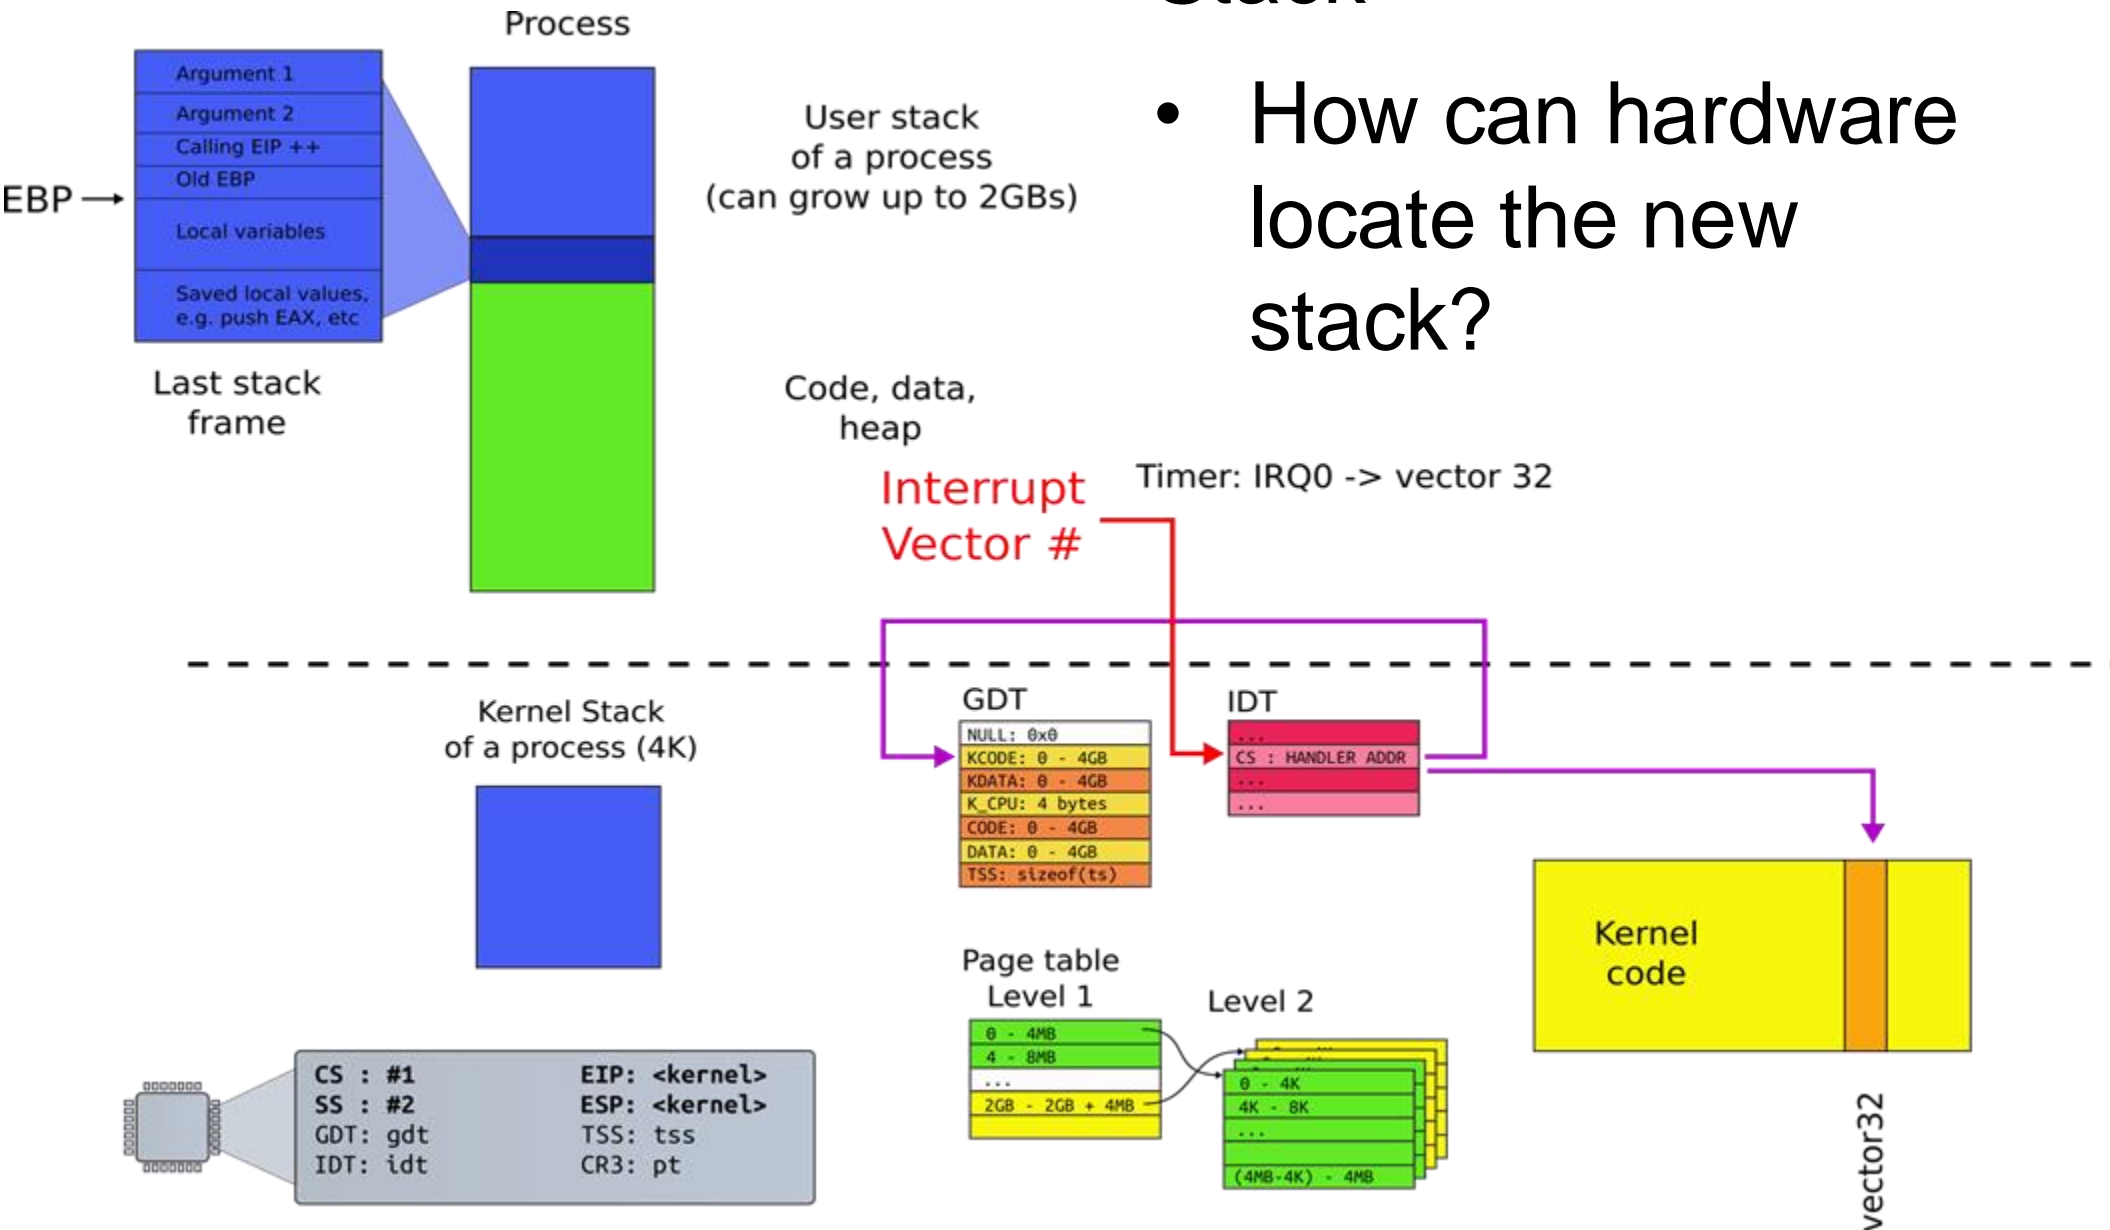 Stack
• How can hardware
locate the new
stack?
Process
Argument 1
Argument 2
Calling EIP ++
Old EBP
EBP
Local variables
Saved local values,
e.g. push EAX, etc
Last stack
frame
User stack
of a process
(can grow up to 2GBs)
Code, data,
heap
Interrupt
Vector #
Timer: IRQ0 -> vector 32
Kernel Stack
of a process (4K)
GDT
NULL: 0x0
KCODE: 0 - 4GB
KDATA: 0 - 4GB
K_CPU: 4 bytes
CODE: 0 - 4GB
DATA: 0 - 4GB
TSS: sizeof(ts)
IDT
...
CS : HANDLER ADDR
...
...
Kernel
code
vector32
Page table
Level 1
0 - 4MB
4 - 8MB
...
2GB - 2GB + 4MB
Level 2
0 - 4K
4K - 8K
...
(4MB-4K) - 4MB
CS : #1 EIP: <kernel>
SS : #2 ESP: <kernel>
GDT: gdt TSS: tss
IDT: idt CR3: pt